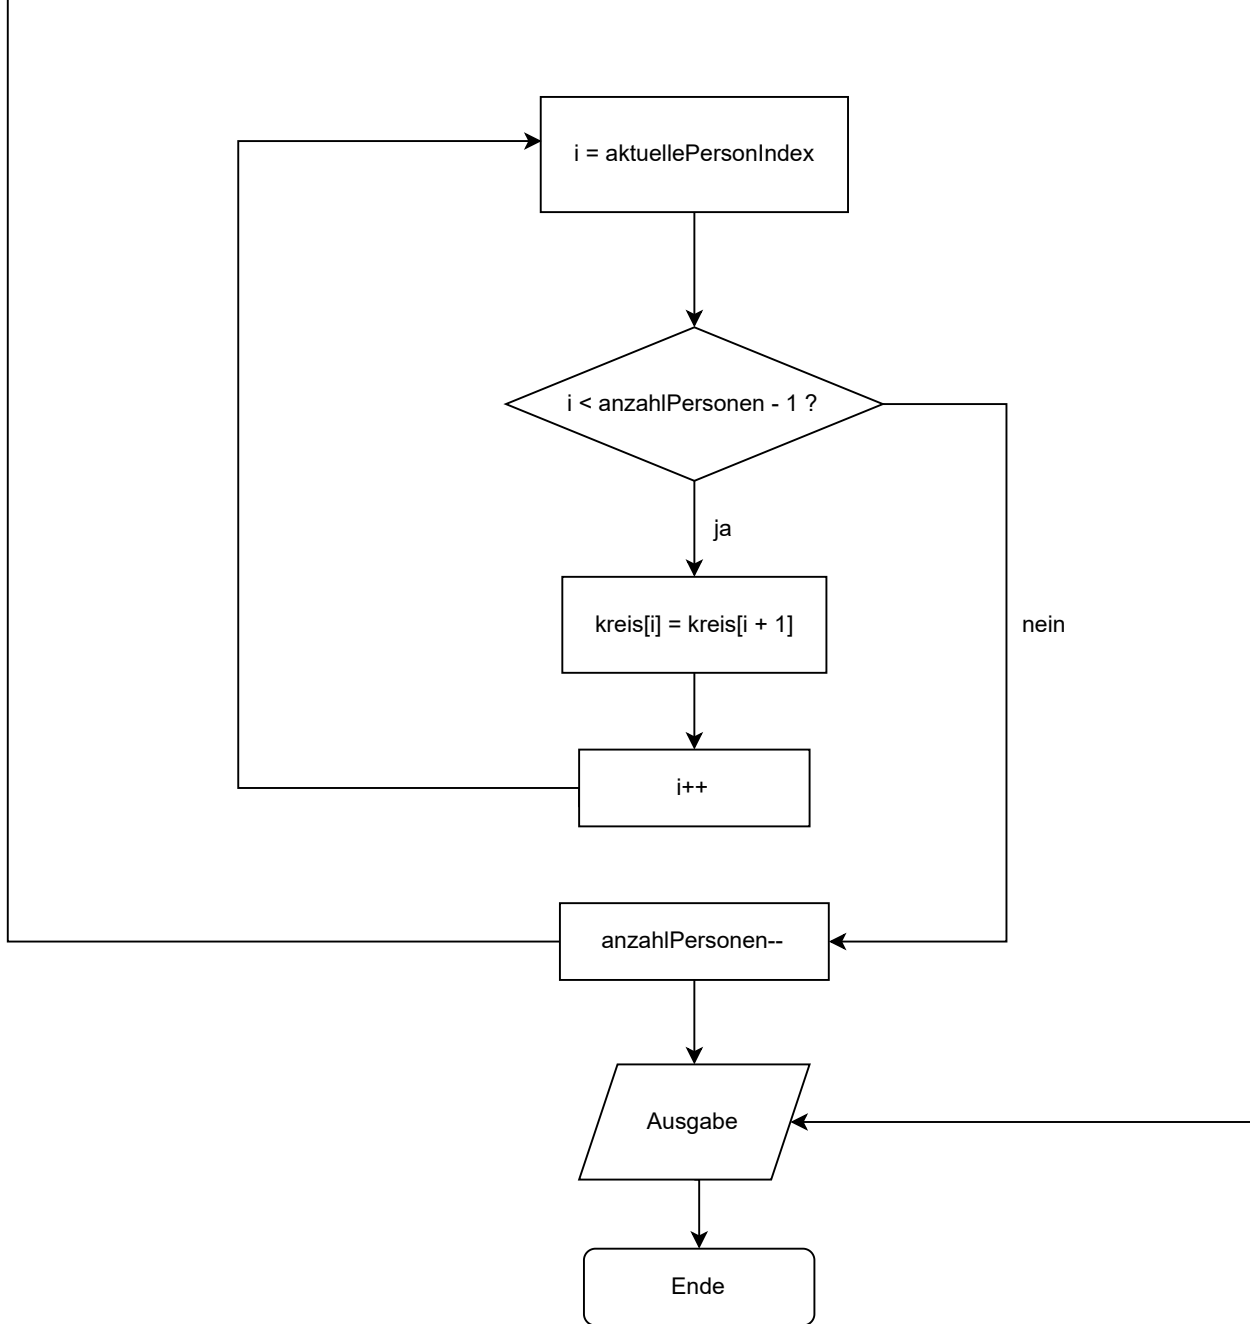 i = aktuellePersonIndex
i < anzahlPersonen - 1 ?
ja
kreis[i] = kreis[i + 1]
nein
i++
anzahlPersonen--
Ausgabe
Ende